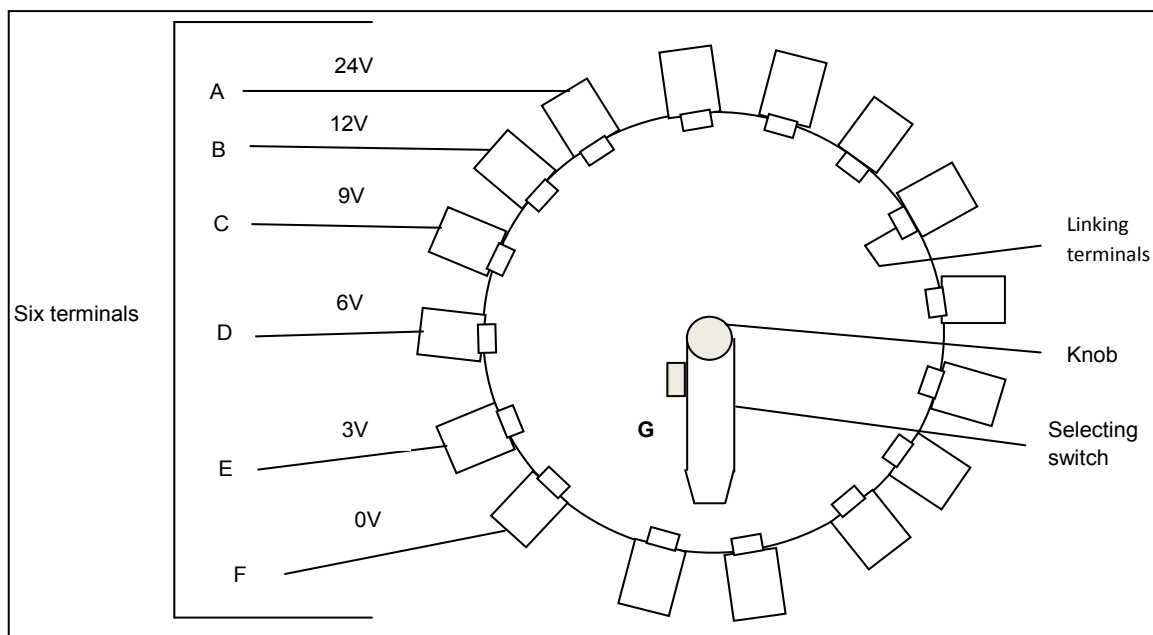 24V
A
12V
B
9V
C
Linking
terminals
6V
Six terminals
D
Knob
3V
G
Selecting
switch
E
0V
F